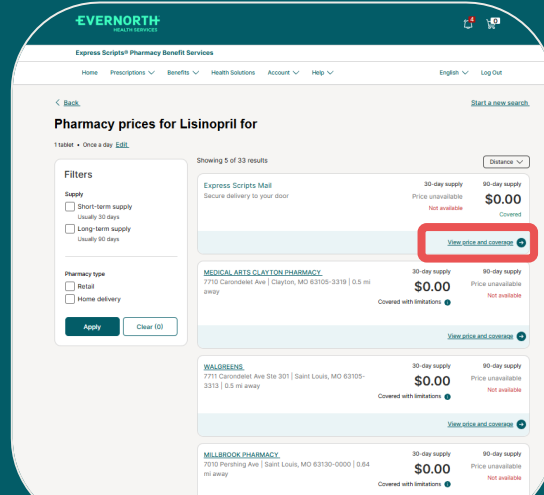 EVERNORTH
HEALTH SERVICES
4
0
Express Scripts® Pharmacy Benefit Services
Home Prescriptions Benefits Health Solutions Account Help English Log Out
< Back
Start a new search
Pharmacy prices for Lisinopril for
1 tablet • Once a day Edit
Filters
Supply
Short-term supply
Usually 30 days
Long-term supply
Usually 90 days
Pharmacy type
Retail
Home delivery
Apply Clear (0)
Showing 5 of 33 results
Distance
Express Scripts Mail
Secure delivery to your door
30-day supply
Price unavailable
Not available
90-day supply
$0.00
Covered
View price and coverage
MEDICAL ARTS CLAYTON PHARMACY
7710 Carondelet Ave | Clayton, MO 63105-3319 | 0.5 mi
away
30-day supply
$0.00
Covered with limitations
90-day supply
Price unavailable
Not available
View price and coverage
WALGREENS
7711 Carondelet Ave Ste 301 | Saint Louis, MO 63105-
3313 | 0.5 mi away
30-day supply
$0.00
Covered with limitations
90-day supply
Price unavailable
Not available
View price and coverage
MILLBROOK PHARMACY
7010 Pershing Ave | Saint Louis, MO 63130-0000 | 0.64
mi away
30-day supply
$0.00
Covered with limitations
90-day supply
Price unavailable
Not available